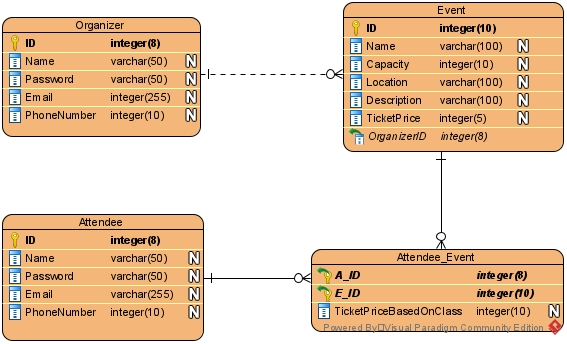 Organizer
ID integer(8)
Name varchar(50) N
Password varchar(50) N
Email integer(255) N
PhoneNumber integer(10) N
Event
ID integer(10)
Name varchar(100) N
Capacity integer(10) N
Location varchar(100) N
Description varchar(100) N
TicketPrice integer(5) N
OrganizerID integer(8)
Attendee
ID integer(8)
Name varchar(50) N
Password varchar(50) N
Email varchar(255) N
PhoneNumber integer(10) N
Attendee_Event
A_ID integer(8)
E_ID integer(10)
TicketPriceBasedOnClass integer(10) N
Powered By Visual Paradigm Community Edition